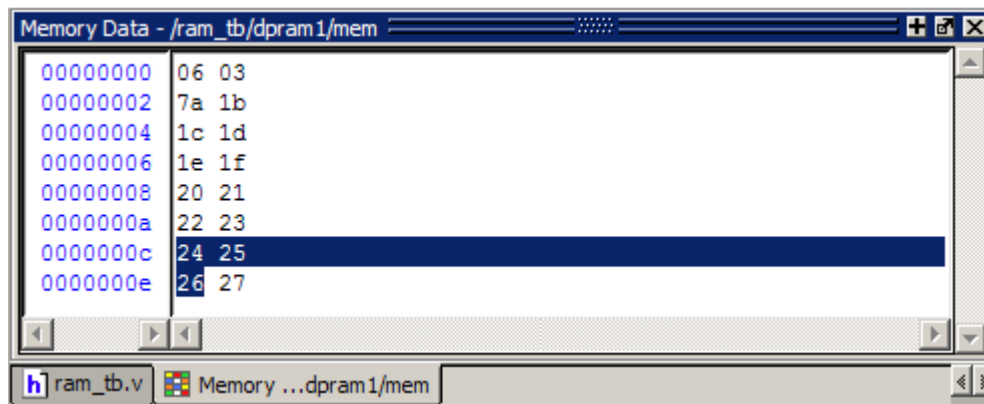 Memory Data - /ram_tb/dpram1/mem
00000000 06 03
00000002 7a 1b
00000004 1c 1d
00000006 1e 1f
00000008 20 21
0000000a 22 23
0000000c 24 25
0000000e 26 27
h ram_tb.v Memory ...dpram1/mem